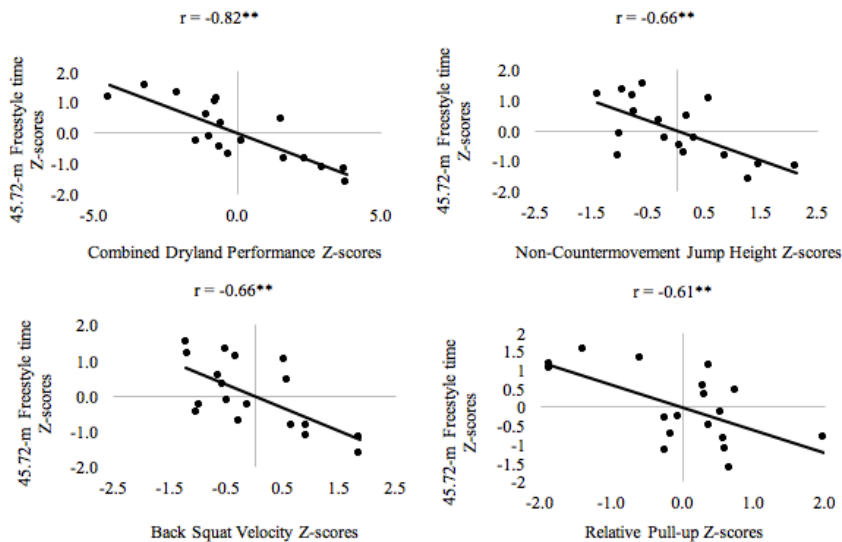 r = -0.82**
45.72-m Freestyle time
Z-scores
2.0
1.0
0.0
-1.0
-2.0
-5.0 0.0 5.0
Combined Dryland Performance Z-scores
r = -0.66**
45.72-m Freestyle time
Z-scores
2.0
1.0
0.0
-1.0
-2.0
-2.5 -1.5 -0.5 0.5 1.5 2.5
Non-Countermovement Jump Height Z-scores
r = -0.66**
45.72-m Freestyle time
Z-scores
2.0
1.0
0.0
-1.0
-2.0
-2.5 -1.5 -0.5 0.5 1.5 2.5
Back Squat Velocity Z-scores
r = -0.61**
45.72-m Freestyle time
Z-scores
2
1.5
1
0.5
0
-0.5
-1
-1.5
-2
-2.0 0.0 2.0
Relative Pull-up Z-scores